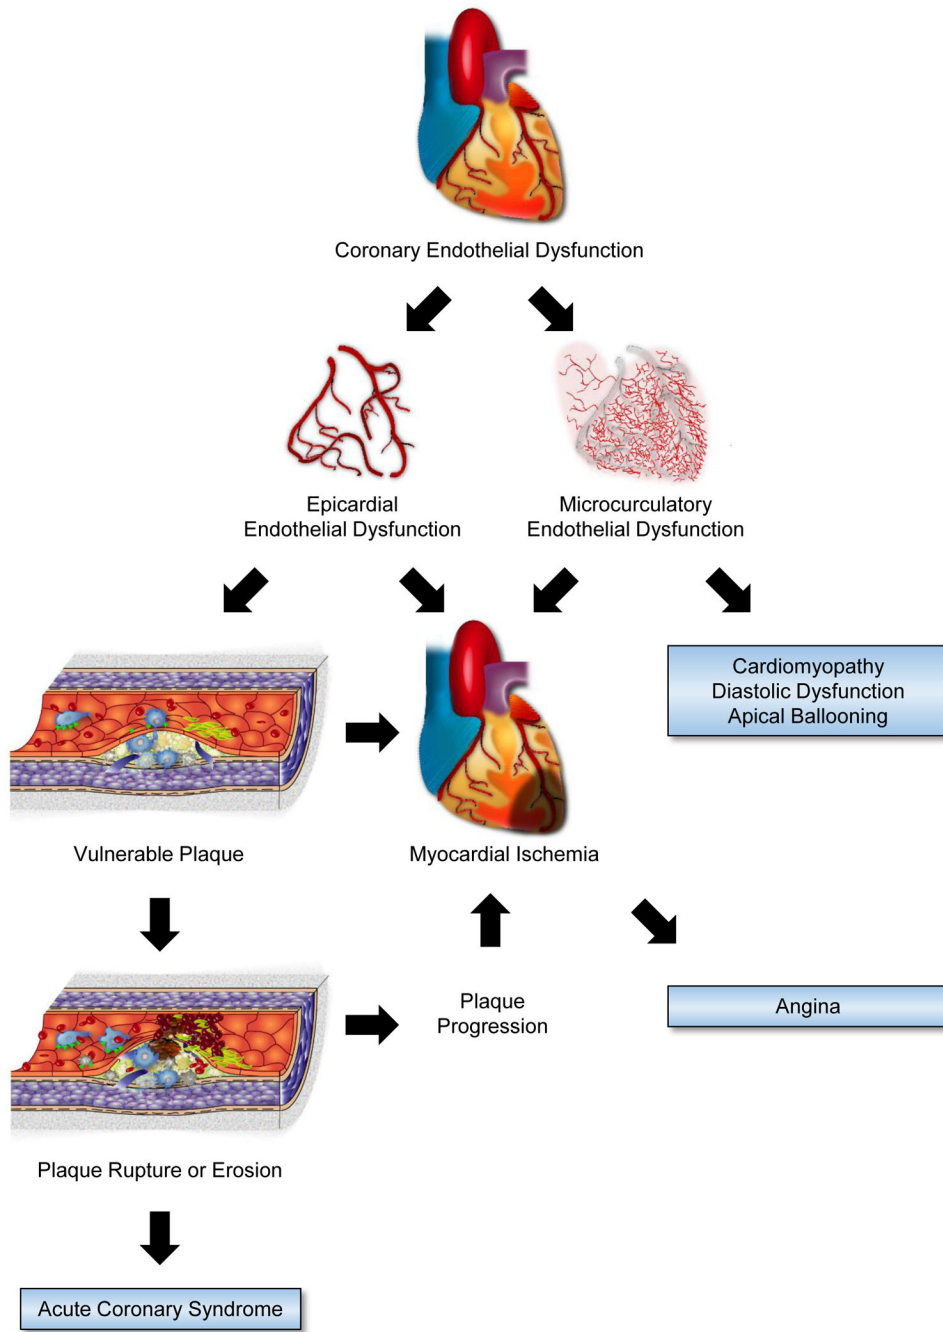 Coronary Endothelial Dysfunction
Epicardial
Endothelial Dysfunction
Microcurculatory
Endothelial Dysfunction
Cardiomyopathy
Diastolic Dysfunction
Apical Ballooning
Vulnerable Plaque
Myocardial Ischemia
Plaque
Progression
Angina
Plaque Rupture or Erosion
Acute Coronary Syndrome